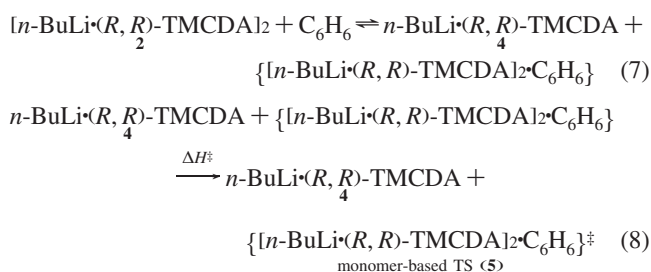 [n-BuLi•(R, R)-TMCDA]₂ + C₆H₆ ⇌ n-BuLi•(R, R)-TMCDA +
2 4
{[n-BuLi•(R, R)-TMCDA]₂•C₆H₆} (7)
n-BuLi•(R, R)-TMCDA + {[n-BuLi•(R, R)-TMCDA]₂•C₆H₆}
4
ΔH‡
→ n-BuLi•(R, R)-TMCDA +
4
{[n-BuLi•(R, R)-TMCDA]₂•C₆H₆}‡ (8)
monomer-based TS (5)